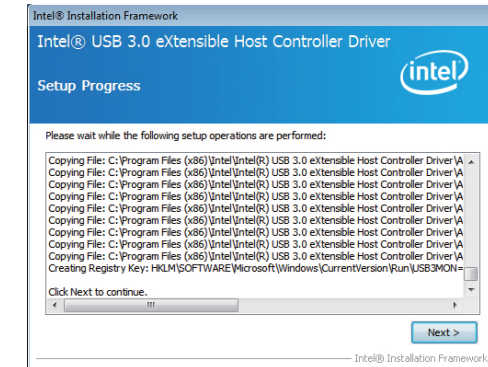 Intel® Installation Framework
Intel® USB 3.0 eXtensible Host Controller Driver
intel
Setup Progress
Please wait while the following setup operations are performed:
Copying File: C:\Program Files (x86)\Intel\Intel(R) USB 3.0 eXtensible Host Controller Driver\A
Copying File: C:\Program Files (x86)\Intel\Intel(R) USB 3.0 eXtensible Host Controller Driver\A
Copying File: C:\Program Files (x86)\Intel\Intel(R) USB 3.0 eXtensible Host Controller Driver\A
Copying File: C:\Program Files (x86)\Intel\Intel(R) USB 3.0 eXtensible Host Controller Driver\A
Copying File: C:\Program Files (x86)\Intel\Intel(R) USB 3.0 eXtensible Host Controller Driver\A
Copying File: C:\Program Files (x86)\Intel\Intel(R) USB 3.0 eXtensible Host Controller Driver\A
Copying File: C:\Program Files (x86)\Intel\Intel(R) USB 3.0 eXtensible Host Controller Driver\A
Copying File: C:\Program Files (x86)\Intel\Intel(R) USB 3.0 eXtensible Host Controller Driver\A
Copying File: C:\Program Files (x86)\Intel\Intel(R) USB 3.0 eXtensible Host Controller Driver\A
Creating Registry Key: HKLM\SOFTWARE\Microsoft\Windows\CurrentVersion\Run\USB3MON=
Click Next to continue.
Next >
Intel® Installation Framework